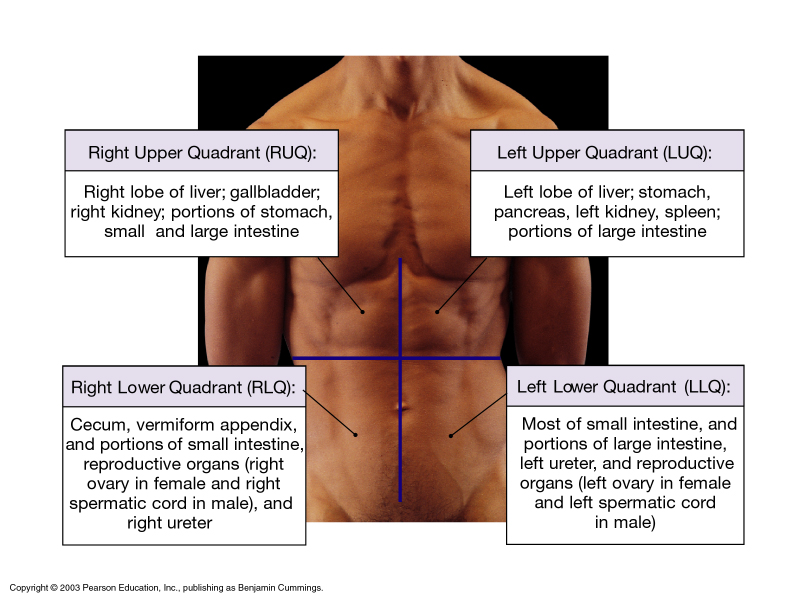 Right Upper Quadrant (RUQ):
Right lobe of liver; gallbladder;
right kidney; portions of stomach,
small and large intestine
Left Upper Quadrant (LUQ):
Left lobe of liver; stomach,
pancreas, left kidney, spleen;
portions of large intestine
Right Lower Quadrant (RLQ):
Cecum, vermiform appendix,
and portions of small intestine,
reproductive organs (right
ovary in female and right
spermatic cord in male), and
right ureter
Left Lower Quadrant (LLQ):
Most of small intestine, and
portions of large intestine,
left ureter, and reproductive
organs (left ovary in female
and left spermatic cord
in male)
Copyright © 2003 Pearson Education, Inc., publishing as Benjamin Cummings.